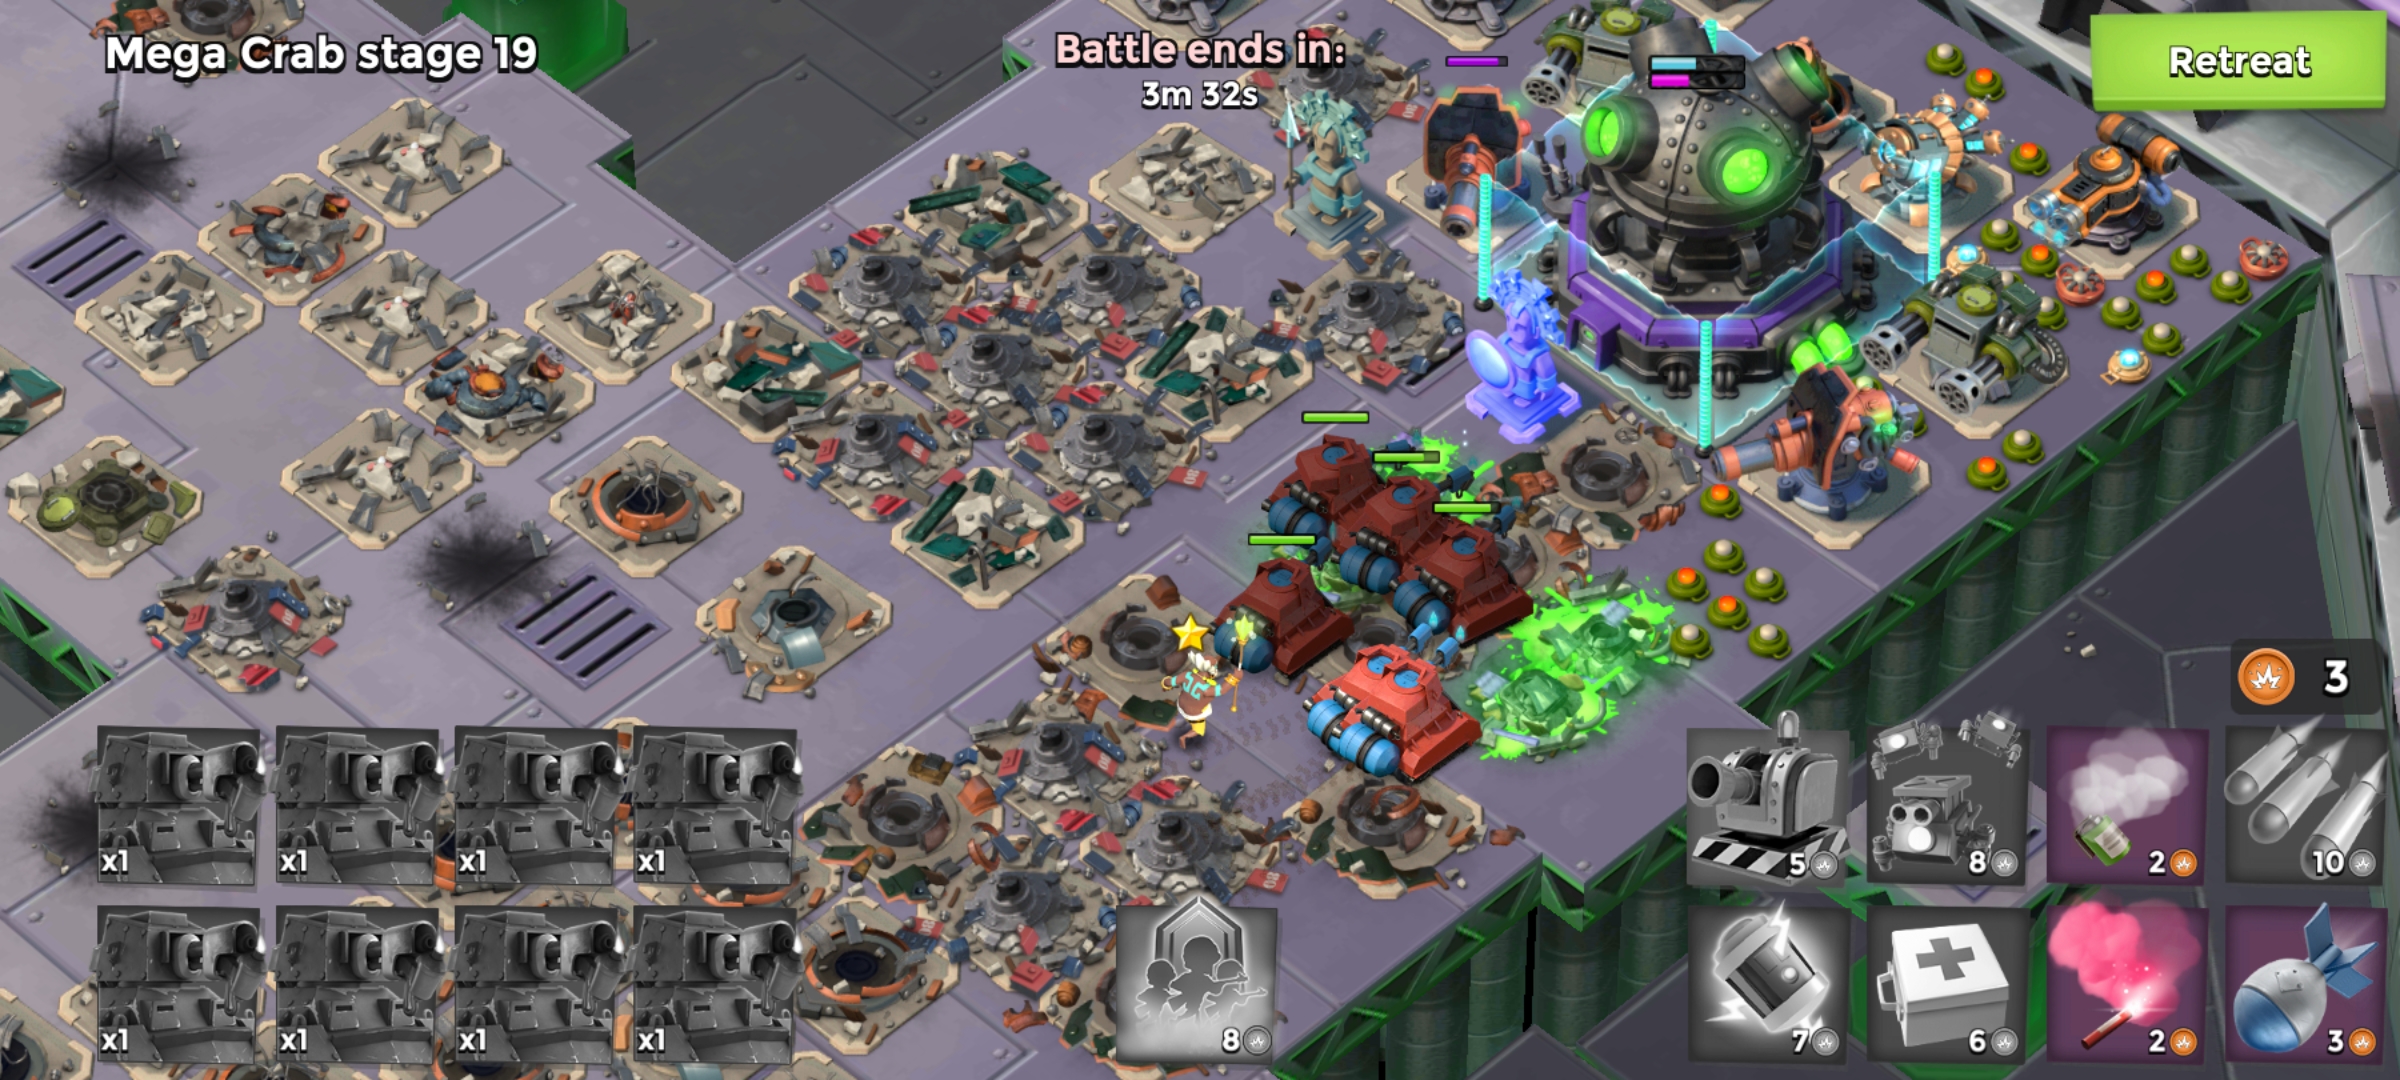 Mega Crab stage 19
Battle ends in:
3m 32s
Retreat
3
x1
x1
x1
x1
5
8
2
10
x1
x1
x1
x1
8
7
6
2
3